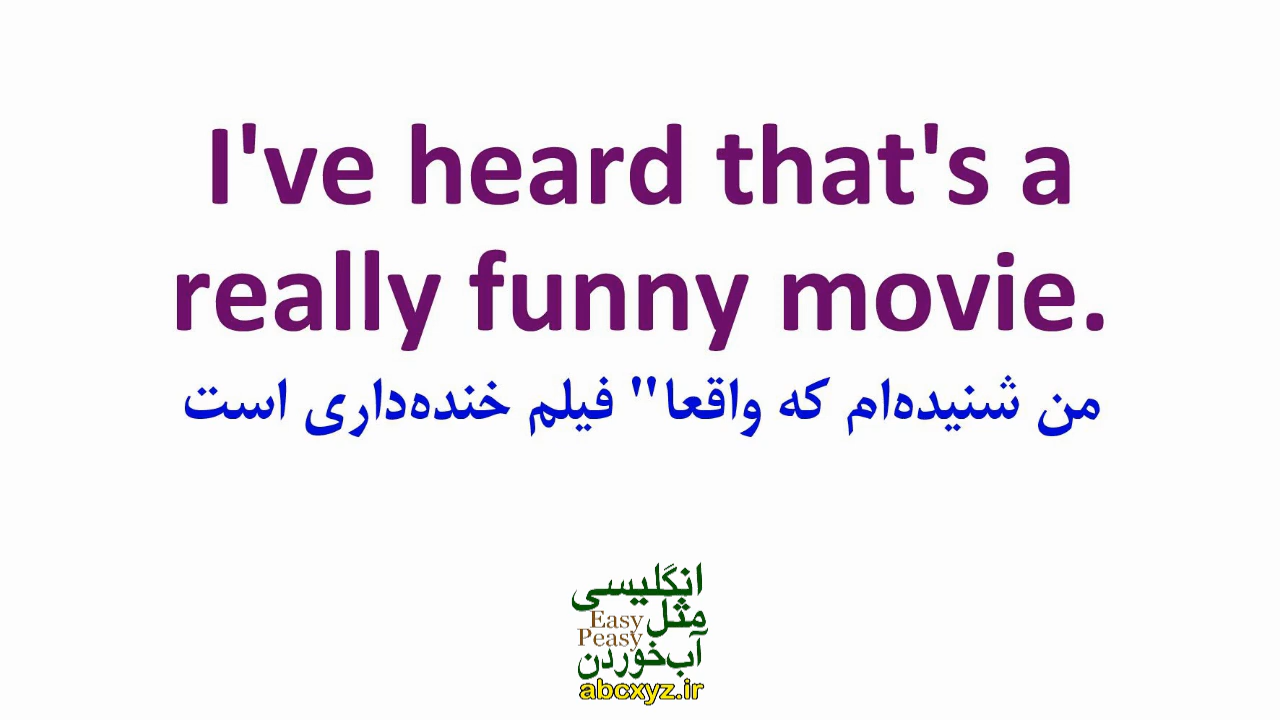 I've heard that's a
really funny movie.
من شنیده‌ام که واقعا" فیلم خنده‌داری است
انگلیسی
مثل
Easy
Peasy
آب‌خوردن
abcxyz.ir